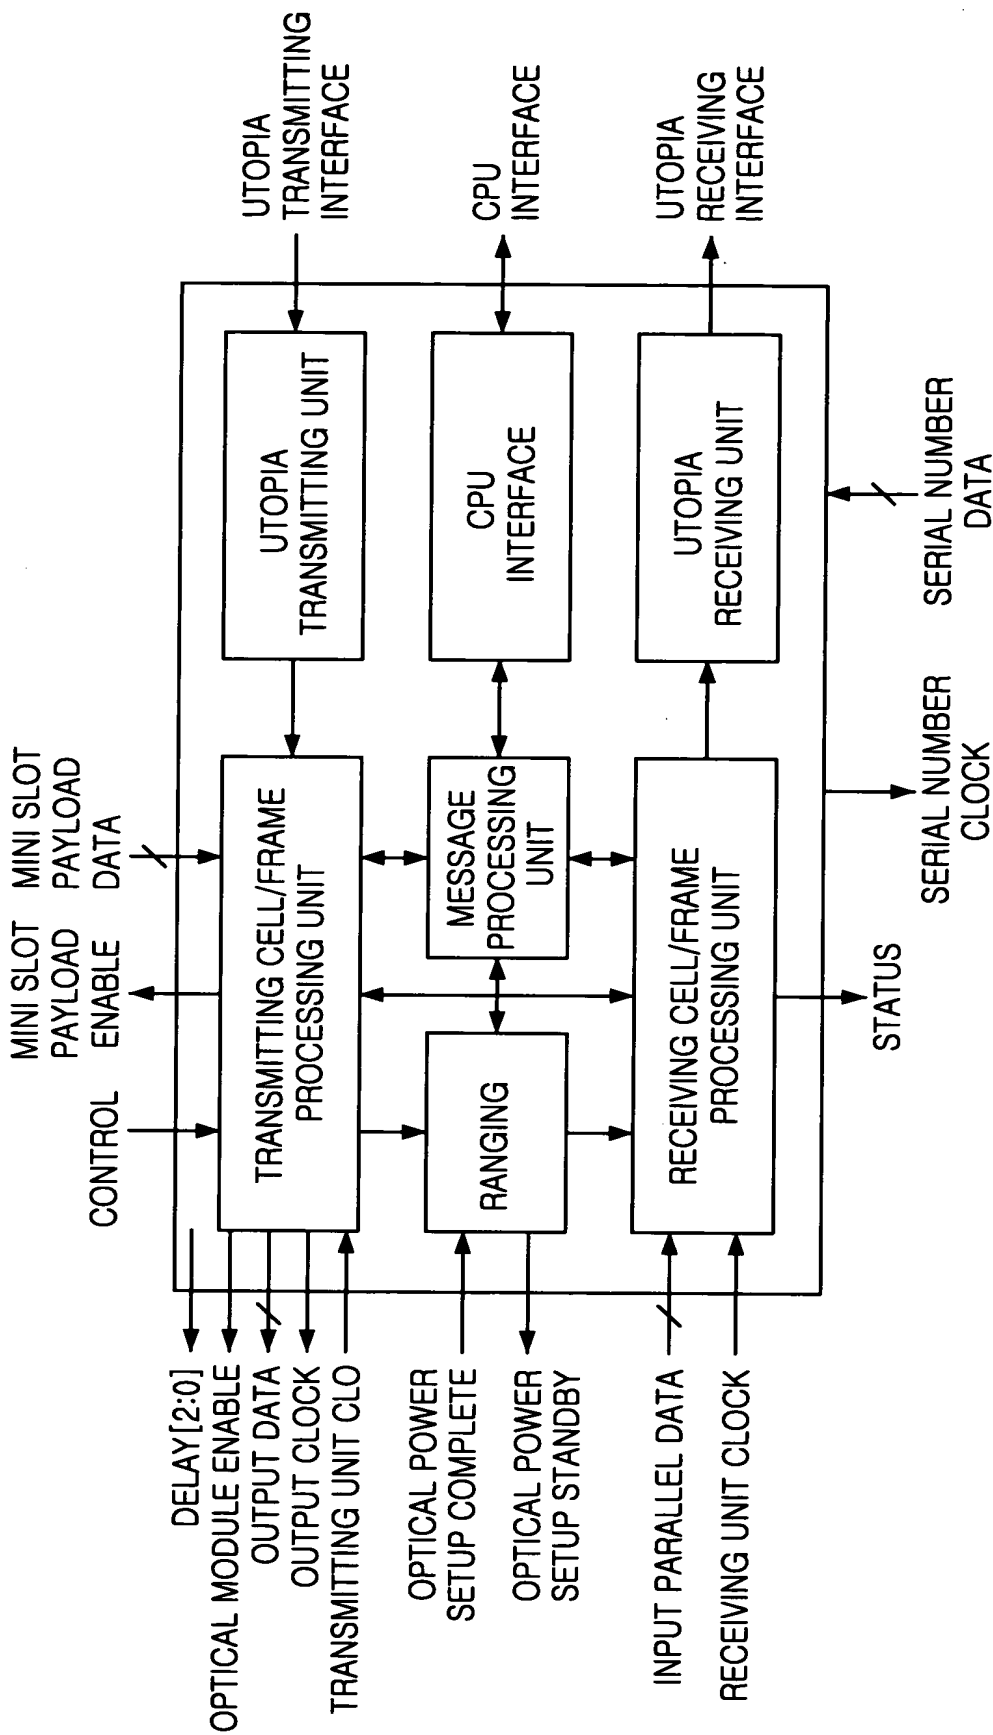 MINI SLOT
PAYLOAD
ENABLE
MINI SLOT
PAYLOAD
DATA
CONTROL
DELAY[2:0]
OPTICAL MODULE ENABLE
OUTPUT DATA
OUTPUT CLOCK
TRANSMITTING UNIT CLO
TRANSMITTING CELL/FRAME
PROCESSING UNIT
UTOPIA
TRANSMITTING UNIT
UTOPIA
TRANSMITTING
INTERFACE
OPTICAL POWER
SETUP COMPLETE
OPTICAL POWER
SETUP STANDBY
RANGING
MESSAGE
PROCESSING
UNIT
CPU
INTERFACE
CPU
INTERFACE
INPUT PARALLEL DATA
RECEIVING UNIT CLOCK
RECEIVING CELL/FRAME
PROCESSING UNIT
UTOPIA
RECEIVING UNIT
UTOPIA
RECEIVING
INTERFACE
STATUS
SERIAL NUMBER
CLOCK
SERIAL NUMBER
DATA